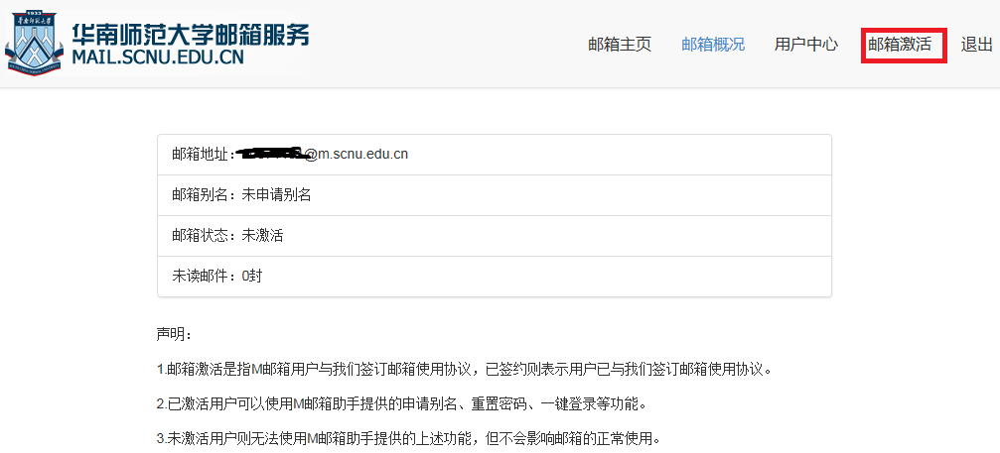 1933
华南师范大学邮箱服务
MAIL.SCNU.EDU.CN
邮箱主页 邮箱概况 用户中心 邮箱激活 退出
邮箱地址：@m.scnu.edu.cn
邮箱别名：未申请别名
邮箱状态：未激活
未读邮件：0封
声明：
1.邮箱激活是指M邮箱用户与我们签订邮箱使用协议，已签约则表示用户已与我们签订邮箱使用协议。
2.已激活用户可以使用M邮箱助手提供的申请别名、重置密码、一键登录等功能。
3.未激活用户则无法使用M邮箱助手提供的上述功能，但不会影响邮箱的正常使用。